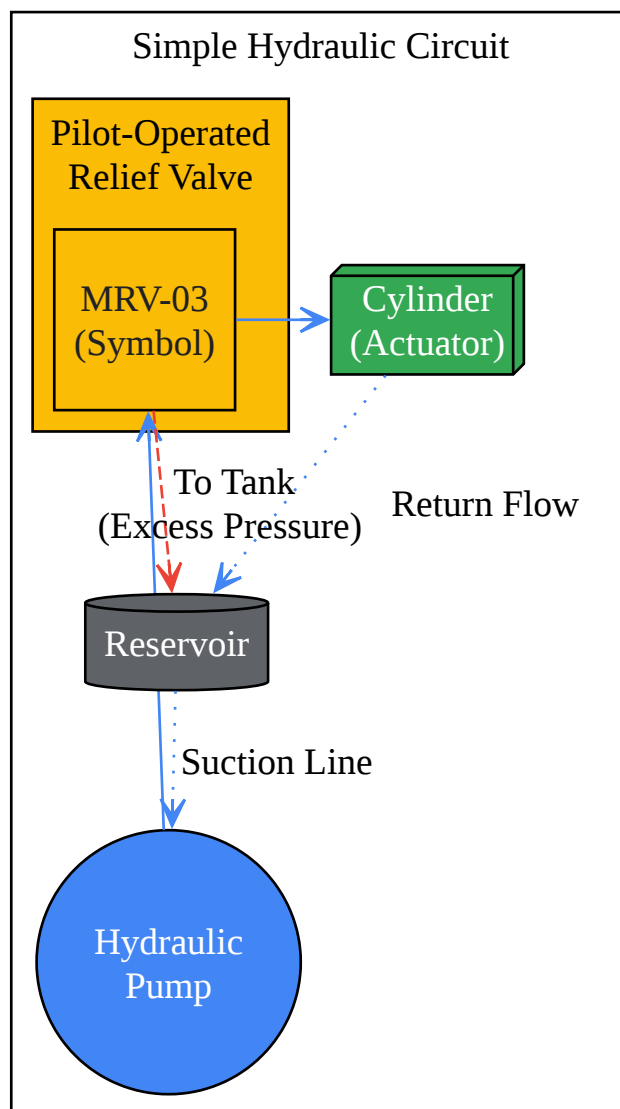 Simple Hydraulic Circuit
Pilot-Operated
Relief Valve
MRV-03
(Symbol)
Cylinder
(Actuator)
To Tank
(Excess Pressure)
Return Flow
Reservoir
Suction Line
Hydraulic
Pump